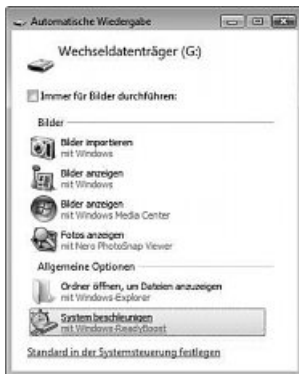 Automatische Wiedergabe
Wechseldatenträger (G:)
Immer für Bilder durchführen:
Bilder
Bilder importieren
mit Windows
Bilder anzeigen
mit Windows
Bilder anzeigen
mit Windows Media Center
Fotos anzeigen
mit Nero PhotoSnap Viewer
Allgemeine Optionen
Ordner öffnen, um Dateien anzuzeigen
mit Windows-Explorer
System beschleunigen
mit Windows-ReadyBoost
Standard in der Systemsteuerung festlegen